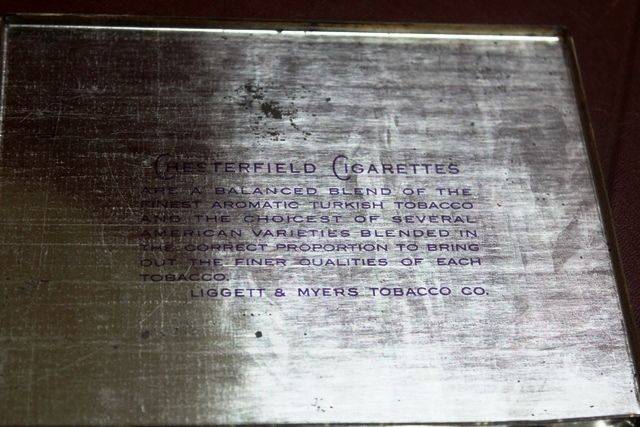 CHESTERFIELD CIGARETTES
ARE A BALANCED BLEND OF THE
FINEST AROMATIC TURKISH TOBACCO
AND THE CHOICEST OF SEVERAL
AMERICAN VARIETIES BLENDED IN
THE CORRECT PROPORTION TO BRING
OUT THE FINER QUALITIES OF EACH
TOBACCO.
LIGGETT & MYERS TOBACCO CO.